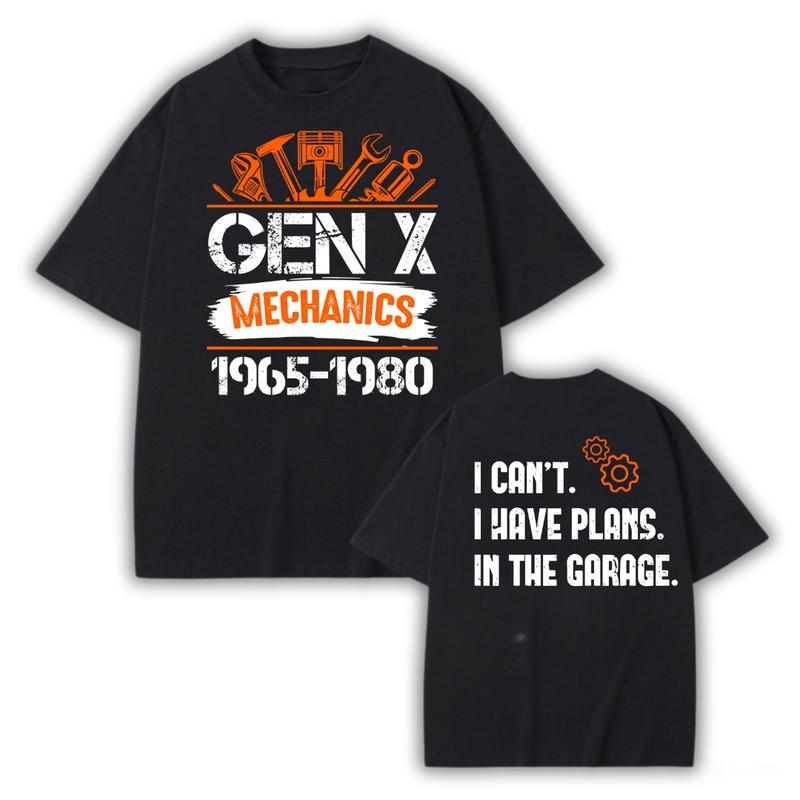 GEN X
MECHANICS
1965-1980
I CAN'T.
I HAVE PLANS.
IN THE GARAGE.